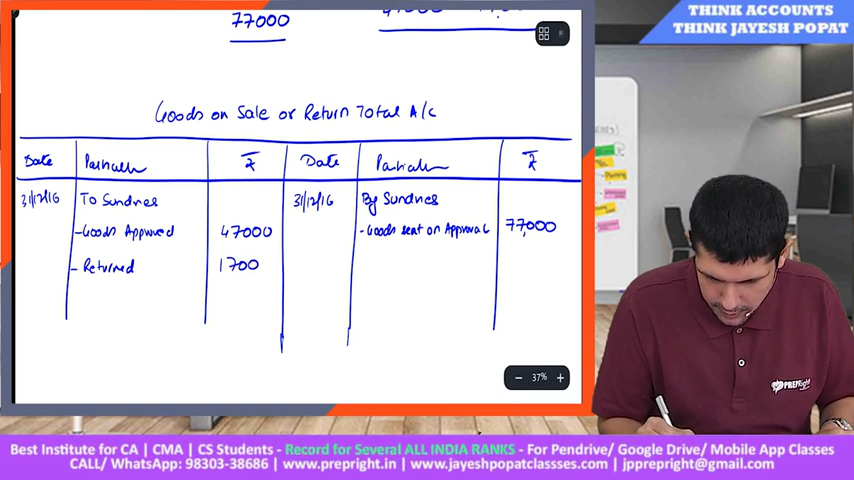 77000
THINK ACCOUNTS
THINK JAYESH POPAT
Goods on Sale or Return Total A/C
Date Particulars ₹ Date Particulars ₹
31/12/16 To Sundries 31/12/16 By Sundries
- Goods Approved 47000 - Goods sent on Approval 77,000
- Returned 1700
37%
PREPRight
Best Institute for CA | CMA | CS Students - Record for Several ALL INDIA RANKS - For Pendrive/ Google Drive/ Mobile App Classes
CALL/ WhatsApp: 98303-38686 | www.prepright.in | www.jayeshpopatclassses.com | jpprepright@gmail.com